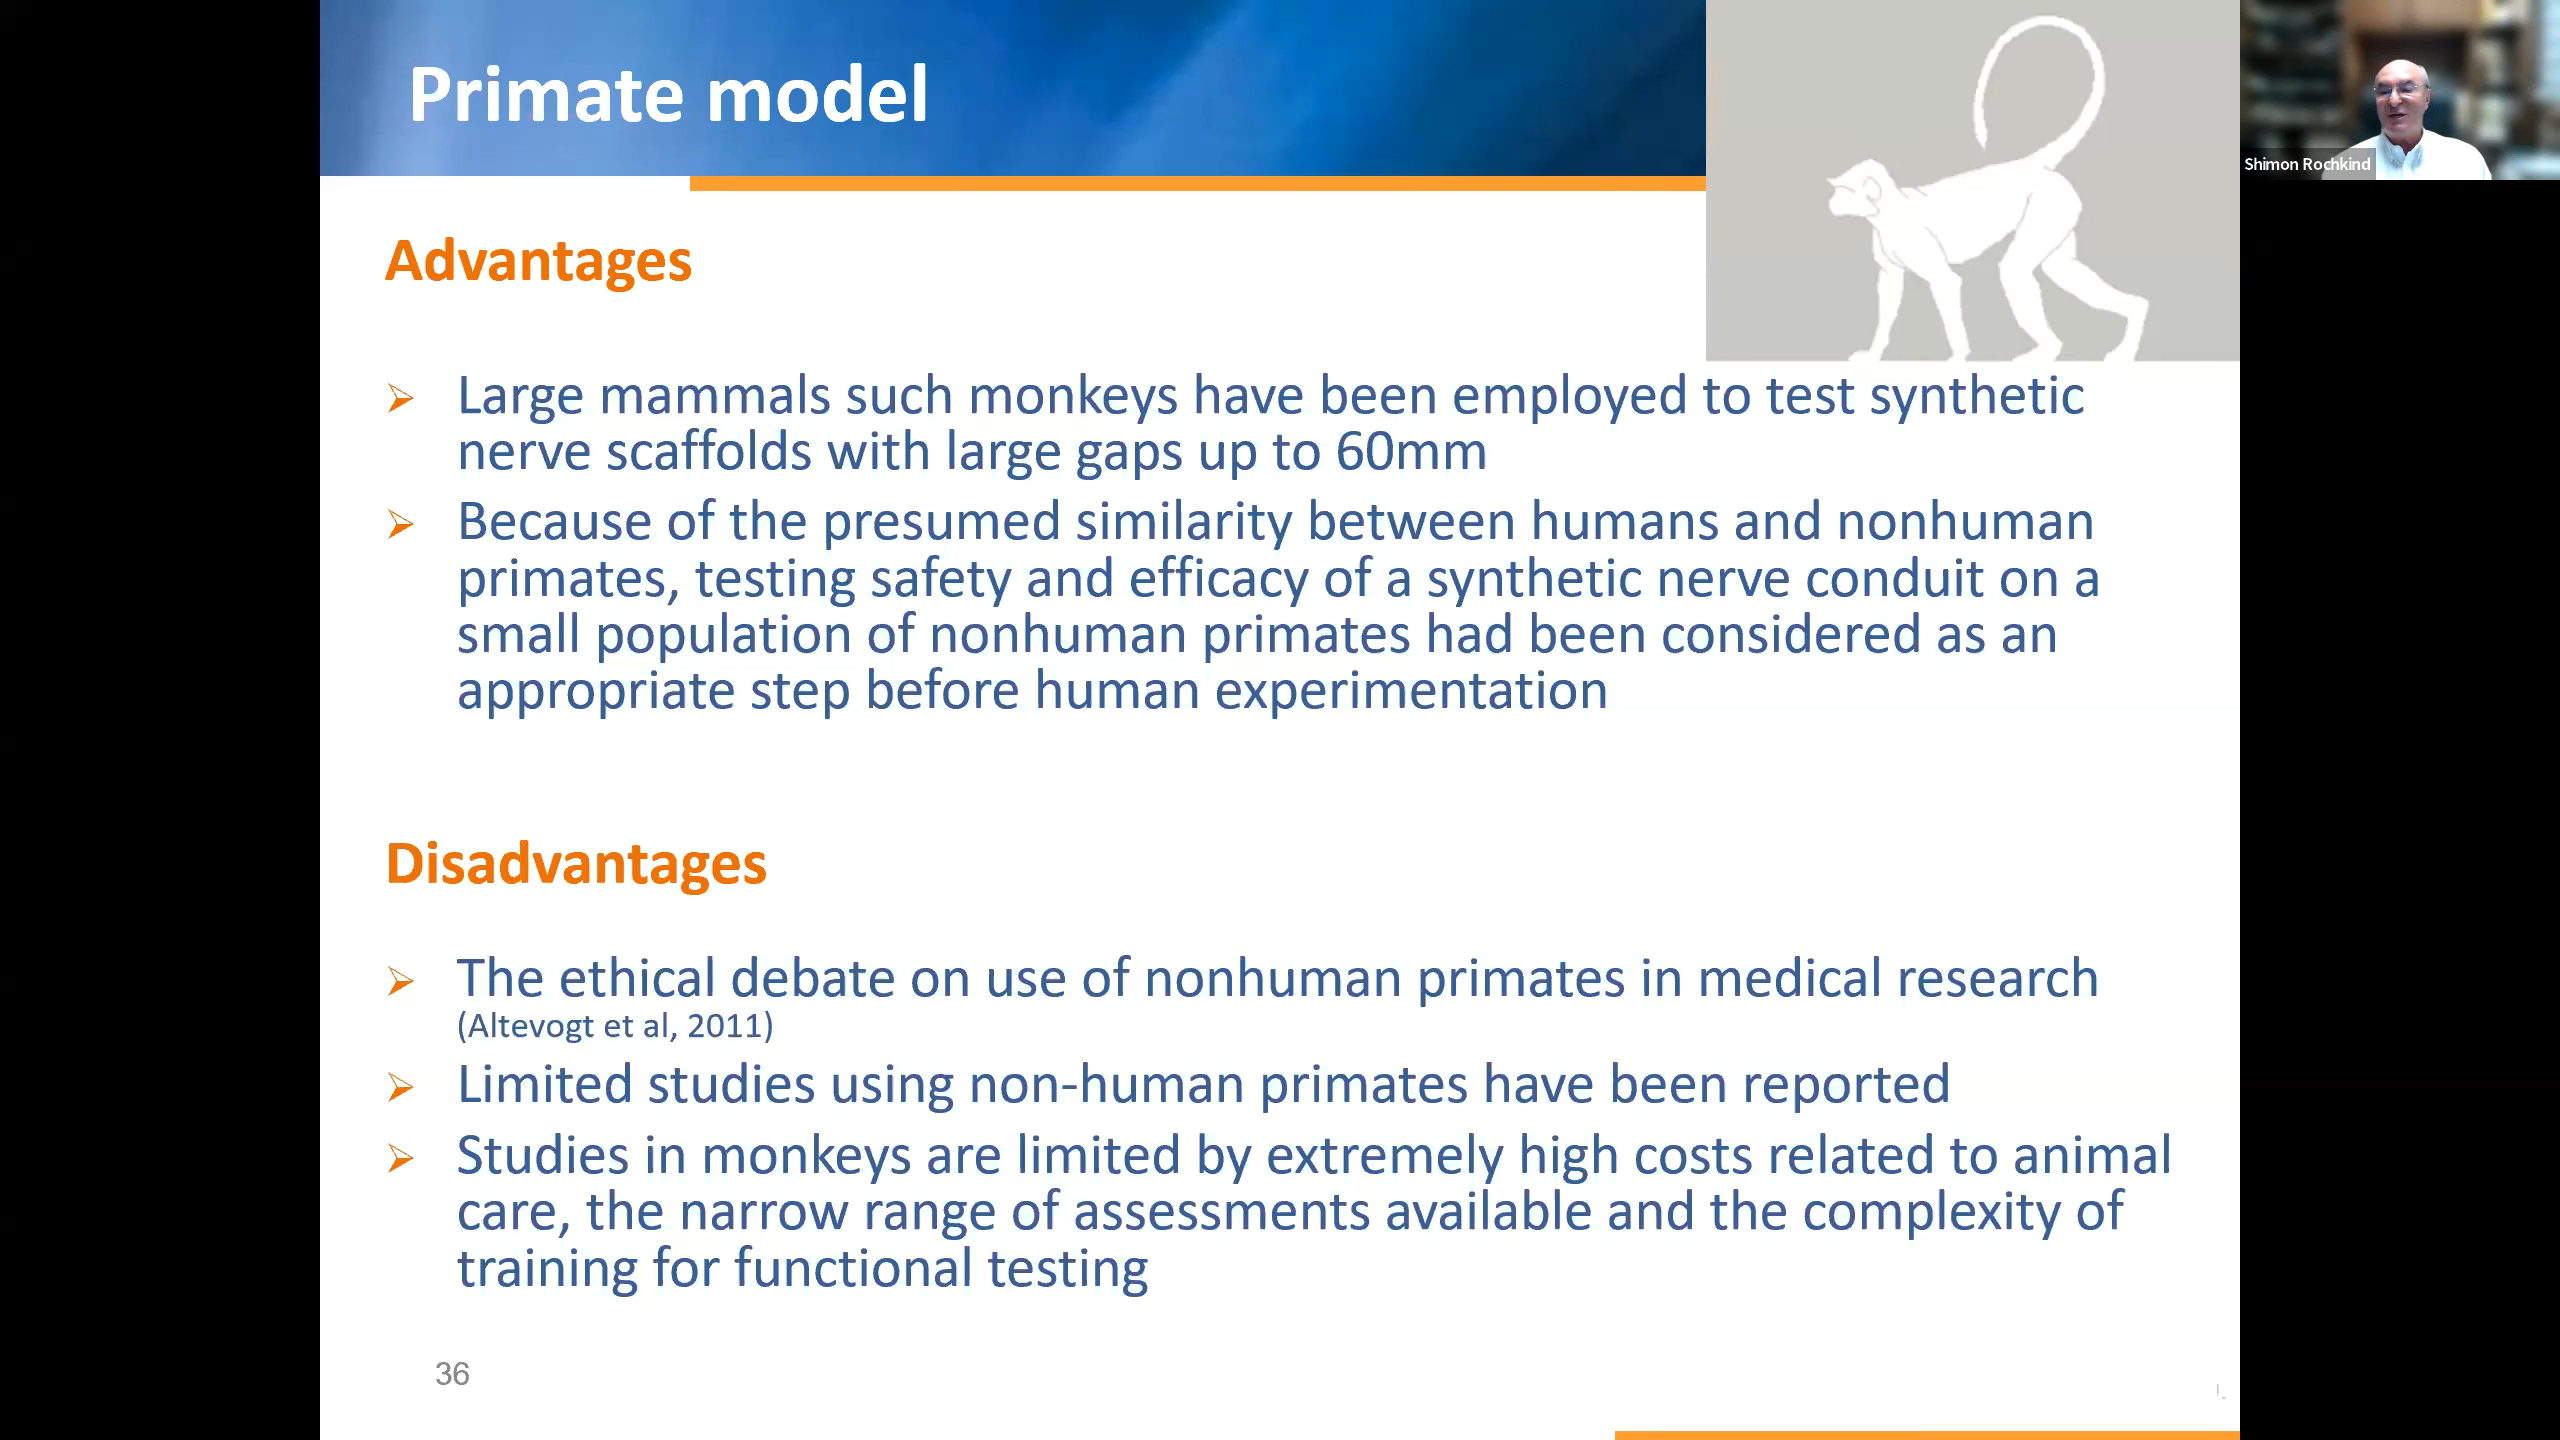 Primate model
Shimon Rochkind
Advantages
➢ Large mammals such monkeys have been employed to test synthetic
nerve scaffolds with large gaps up to 60mm
➢ Because of the presumed similarity between humans and nonhuman
primates, testing safety and efficacy of a synthetic nerve conduit on a
small population of nonhuman primates had been considered as an
appropriate step before human experimentation
Disadvantages
➢ The ethical debate on use of nonhuman primates in medical research
(Altevogt et al, 2011)
➢ Limited studies using non-human primates have been reported
➢ Studies in monkeys are limited by extremely high costs related to animal
care, the narrow range of assessments available and the complexity of
training for functional testing
36